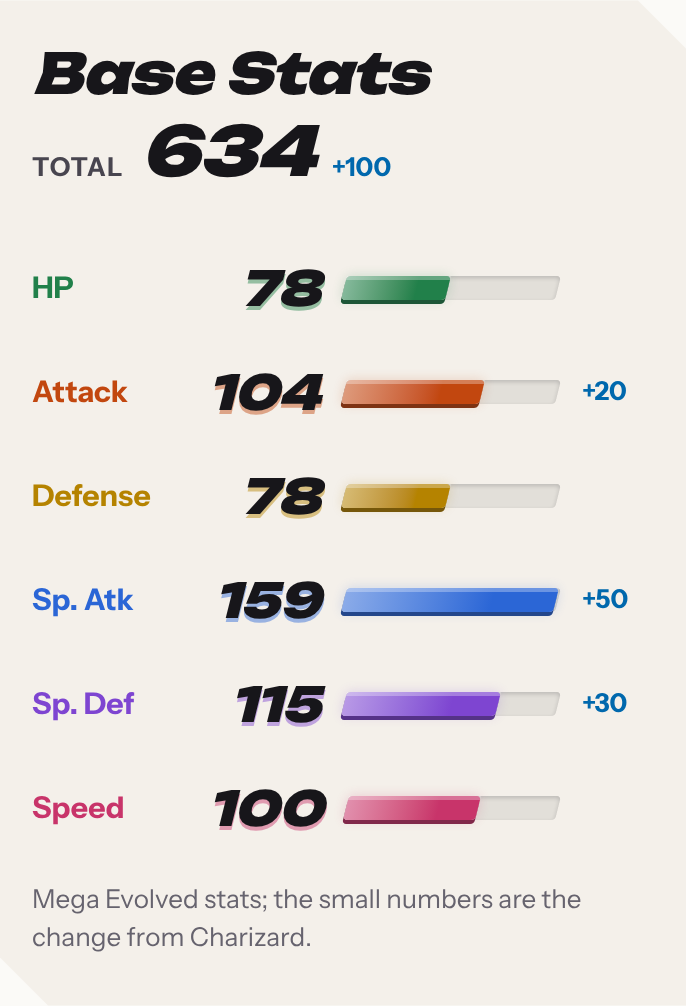 Base Stats
TOTAL 634 +100
HP 78
Attack 104 +20
Defense 78
Sp. Atk 159 +50
Sp. Def 115 +30
Speed 100
Mega Evolved stats; the small numbers are the
change from Charizard.